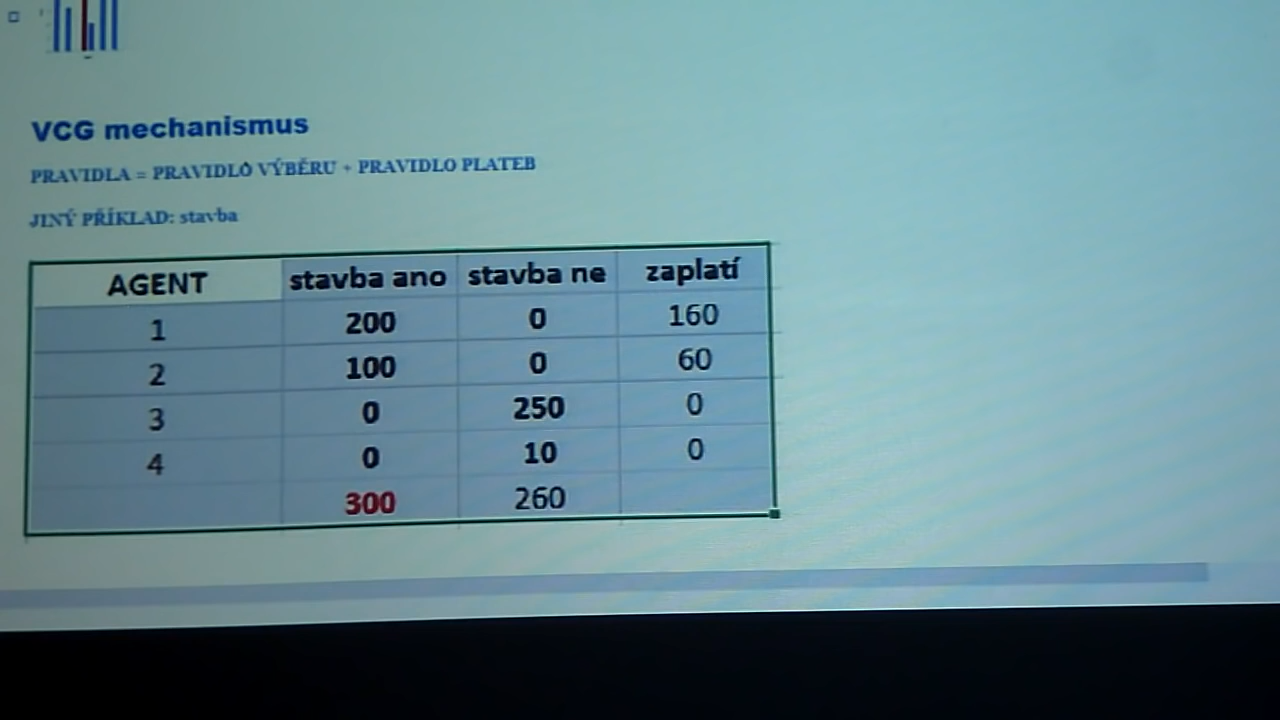 VCG mechanismus
PRAVIDLA = PRAVIDLO VÝBĚRU + PRAVIDLO PLATEB
JINÝ PŘÍKLAD: stavba
AGENT stavba ano stavba ne zaplatí
1 200 0 160
2 100 0 60
3 0 250 0
4 0 10 0
300 260